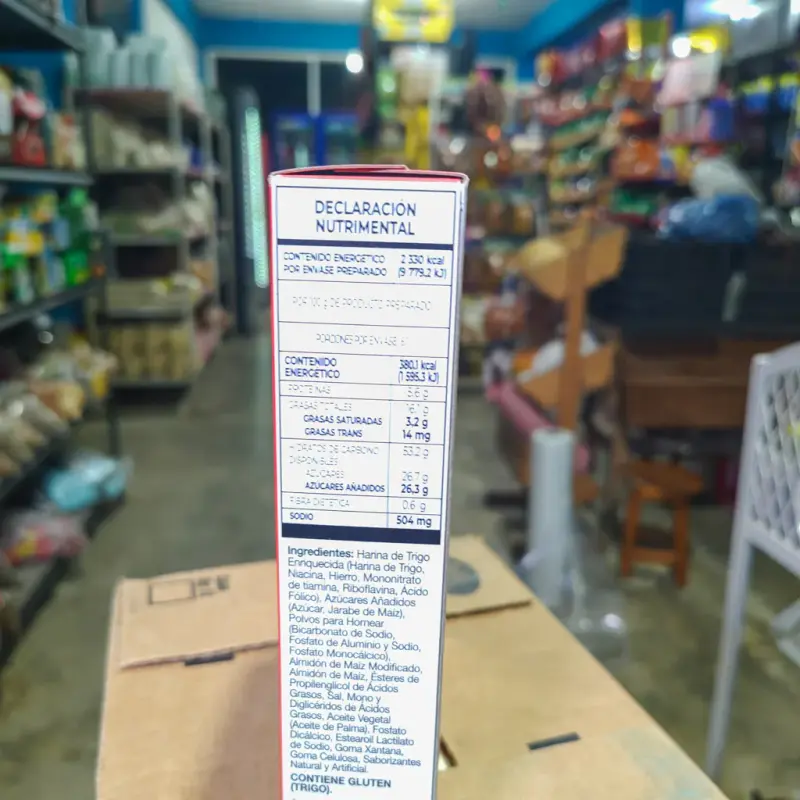 DECLARACIÓN
NUTRIMENTAL
CONTENIDO ENERGÉTICO 2 330 kcal
POR ENVASE PREPARADO (9 779.2 kJ)
POR 100 g DE PRODUCTO PREPARADO
PORCIONES POR ENVASE: 6
CONTENIDO 380.1 kcal
ENERGÉTICO (1 595.3 kJ)
PROTEÍNAS 5.6 g
GRASAS TOTALES 16.1 g
GRASAS SATURADAS 3,2 g
GRASAS TRANS 14 mg
HIDRATOS DE CARBONO 53.2 g
DISPONIBLES
AZÚCARES 26.7 g
AZÚCARES AÑADIDOS 26,3 g
FIBRA DIETÉTICA 0.6 g
SODIO 504 mg
Ingredientes: Harina de Trigo
Enriquecida (Harina de Trigo,
Niacina, Hierro, Mononitrato
de tiamina, Riboflavina, Ácido
Fólico), Azúcares Añadidos
(Azúcar, Jarabe de Maíz),
Polvos para Hornear
(Bicarbonato de Sodio,
Fosfato de Aluminio y Sodio,
Fosfato Monocálcico),
Almidón de Maíz Modificado,
Almidón de Maíz, Ésteres de
Propilenglicol de Ácidos
Grasos, Sal, Mono y
Diglicéridos de Ácidos
Grasos, Aceite Vegetal
(Aceite de Palma), Fosfato
Dicálcico, Estearoil Lactilato
de Sodio, Goma Xantana,
Goma Celulosa, Saborizantes
Natural y Artificial.
CONTIENE GLUTEN
(TRIGO).